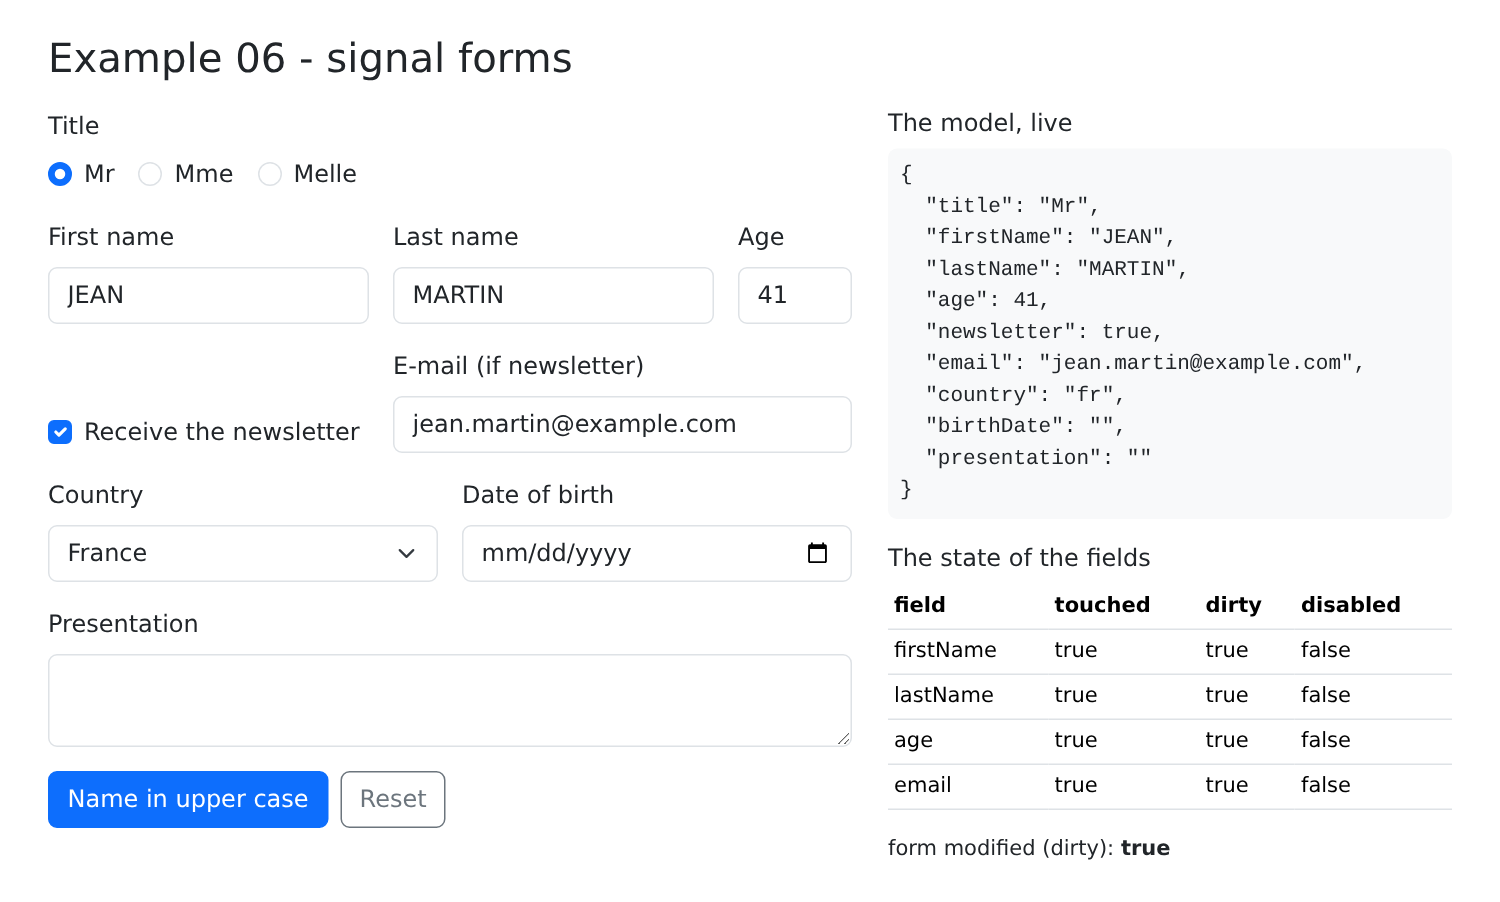 Example 06 - signal forms
Title
Mr Mme Melle
First name Last name Age
JEAN MARTIN 41
E-mail (if newsletter)
Receive the newsletter jean.martin@example.com
Country Date of birth
France mm/dd/yyyy
Presentation
Name in upper case Reset
The model, live
{
  "title": "Mr",
  "firstName": "JEAN",
  "lastName": "MARTIN",
  "age": 41,
  "newsletter": true,
  "email": "jean.martin@example.com",
  "country": "fr",
  "birthDate": "",
  "presentation": ""
}
The state of the fields
field touched dirty disabled
firstName true true false
lastName true true false
age true true false
email true true false
form modified (dirty): true